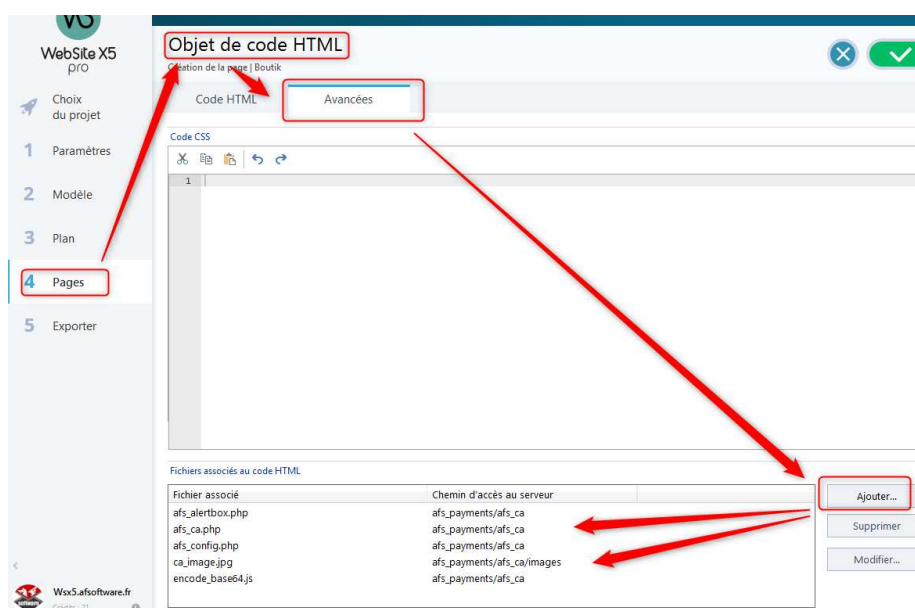 WebSite X5
pro
Choix
du projet
1 Paramètres
2 Modèle
3 Plan
4 Pages
5 Exporter
Wsx5.afsoftware.fr
Objet de code HTML
Création de la page | Boutik
Code HTML Avancées
Code CSS
1
Fichiers associés au code HTML
Fichier associé Chemin d'accès au serveur
afs_alertbox.php afs_payments/afs_ca
afs_ca.php afs_payments/afs_ca
afs_config.php afs_payments/afs_ca
ca_image.jpg afs_payments/afs_ca/images
encode_base64.js afs_payments/afs_ca
Ajouter...
Supprimer
Modifier...